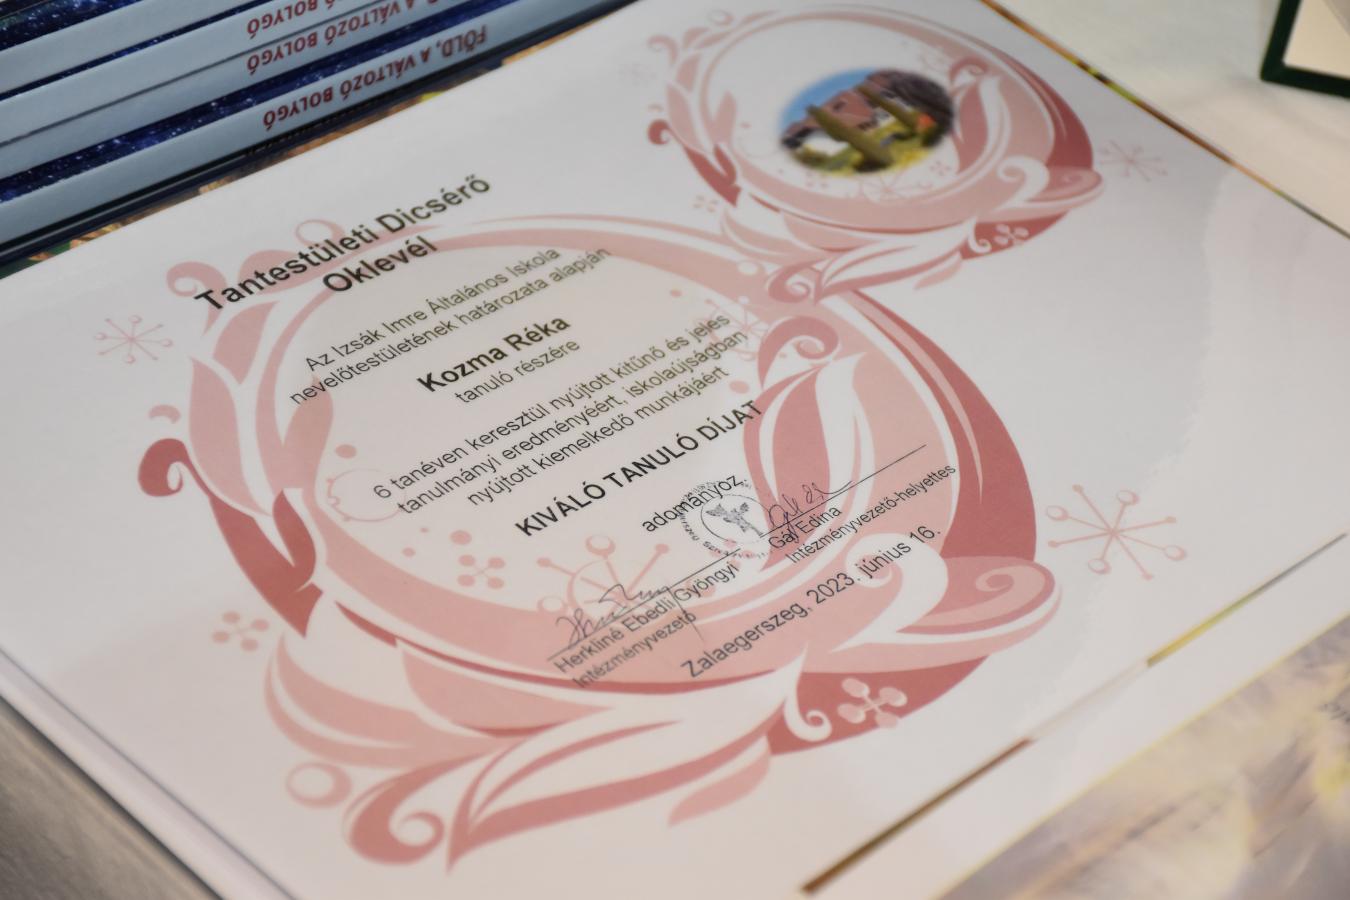 FÖLD, A VÁLTOZÓ BOLYGÓ
A VÁLTOZÓ BOLYGÓ
A VÁLTOZÓ BOLYGÓ
Tantestületi Dicsérő
Oklevél
Az Izsák Imre Általános Iskola
nevelőtestületének határozata alapján
Kozma Réka
tanuló részére
6 tanéven keresztül nyújtott kitűnő és jeles
tanulmányi eredményéért, iskolaújságban
nyújtott kiemelkedő munkájáért
KIVÁLÓ TANULÓ DÍJAT
adományoz.
Gál Edina
Intézményvezető-helyettes
Herkliné Ebedli Gyöngyi
Intézményvezető
Zalaegerszeg, 2023. június 16.